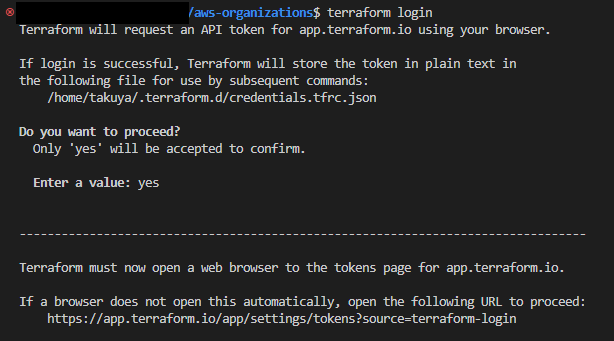 /aws-organizations$ terraform login
Terraform will request an API token for app.terraform.io using your browser.
If login is successful, Terraform will store the token in plain text in
the following file for use by subsequent commands:
/home/takuya/.terraform.d/credentials.tfrc.json
Do you want to proceed?
Only 'yes' will be accepted to confirm.
Enter a value: yes
---------------------------------------------------------------------------------
Terraform must now open a web browser to the tokens page for app.terraform.io.
If a browser does not open this automatically, open the following URL to proceed:
https://app.terraform.io/app/settings/tokens?source=terraform-login